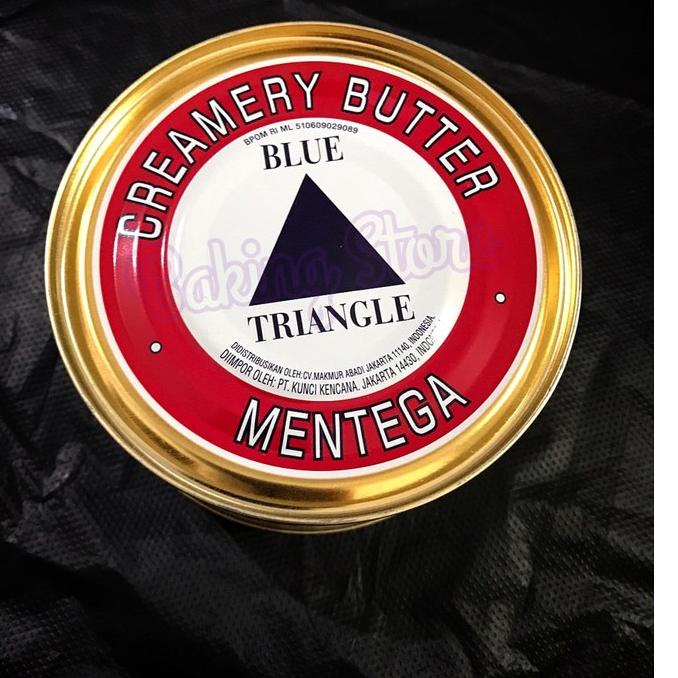 CREAMERY BUTTER
BPOM RI ML 510609029089
BLUE
TRIANGLE
Baking Store
DIDISTRIBUSIKAN OLEH:CV.MAKMUR ABADI JAKARTA 11140, INDONESIA.
DIIMPOR OLEH: PT. KUNCI KENCANA. JAKARTA 14430,
MENTEGA